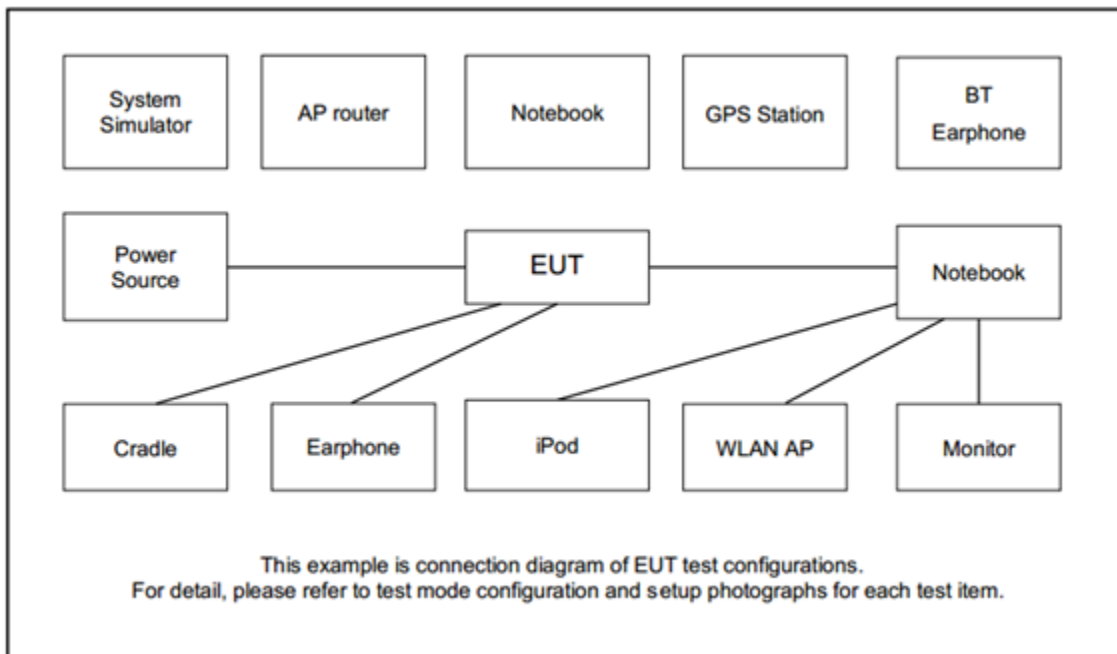 System
Simulator
AP router
Notebook
GPS Station
BT
Earphone
Power
Source
EUT
Notebook
Cradle
Earphone
iPod
WLAN AP
Monitor
This example is connection diagram of EUT test configurations.
For detail, please refer to test mode configuration and setup photographs for each test item.